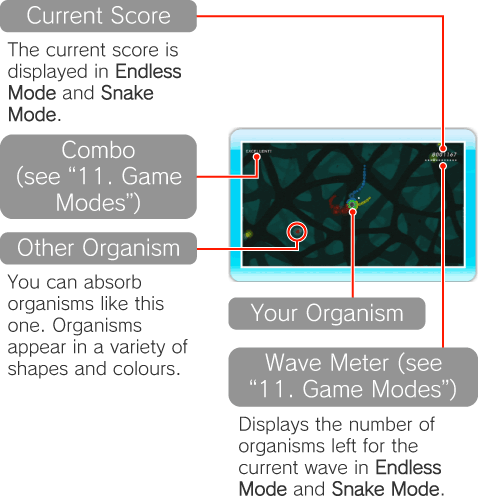 Current Score
The current score is
displayed in Endless
Mode and Snake
Mode.
Combo
(see “11. Game
Modes”)
Other Organism
You can absorb
organisms like this
one. Organisms
appear in a variety of
shapes and colours.
EXCELLENT!
Your Organism
Wave Meter (see
“11. Game Modes”)
Displays the number of
organisms left for the
current wave in Endless
Mode and Snake Mode.